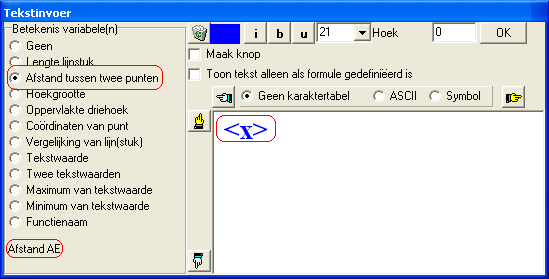 Tekstinvoer
Betekenis variabele(n)
Geen
Lengte lijnstuk
Afstand tussen twee punten
Hoekgrootte
Oppervlakte driehoek
Coördinaten van punt
Vergelijking van lijn(stuk)
Tekstwaarde
Twee tekstwaarden
Maximum van tekstwaarde
Minimum van tekstwaarde
Functienaam
Afstand AE
i b u 21 Hoek 0 OK
Maak knop
Toon tekst alleen als formule gedefiniëerd is
Geen karaktertabel ASCII Symbol
<x>